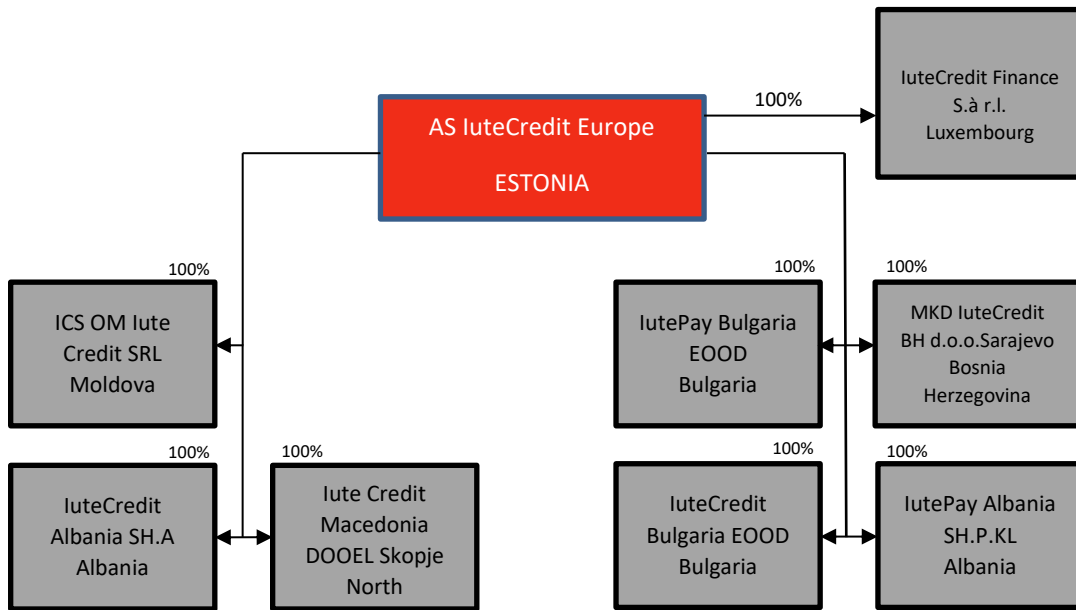 IuteCredit Finance
S.à r.l.
Luxembourg
100%
AS IuteCredit Europe
ESTONIA
100%
ICS OM Iute
Credit SRL
Moldova
100%
IutePay Bulgaria
EOOD
Bulgaria
100%
MKD IuteCredit
BH d.o.o.Sarajevo
Bosnia
Herzegovina
100%
IuteCredit
Albania SH.A
Albania
100%
Iute Credit
Macedonia
DOOEL Skopje
North
100%
IuteCredit
Bulgaria EOOD
Bulgaria
100%
IutePay Albania
SH.P.KL
Albania